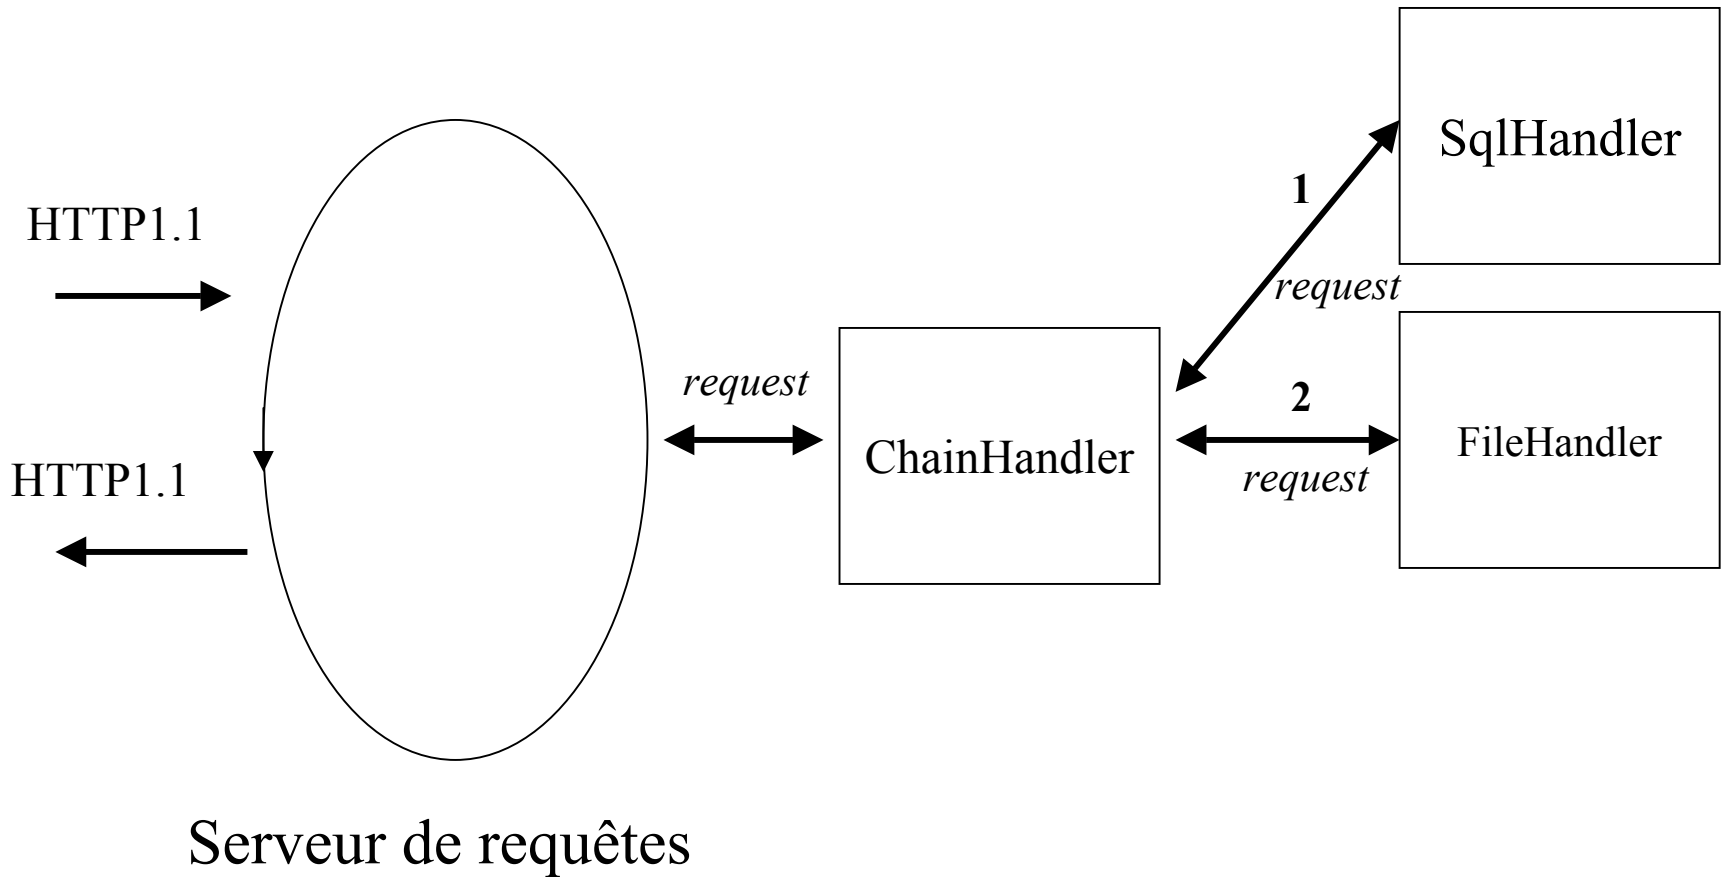 SqlHandler
1
HTTP1.1
request
request
2
ChainHandler
FileHandler
HTTP1.1
request
Serveur de requêtes